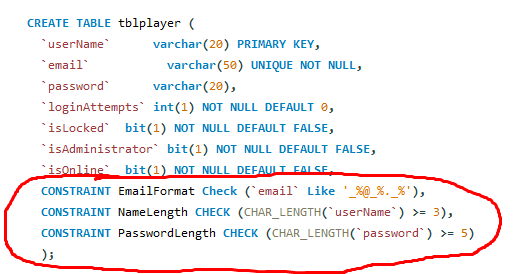 CREATE TABLE tblplayer (
`userName` varchar(20) PRIMARY KEY,
`email` varchar(50) UNIQUE NOT NULL,
`password` varchar(20),
`loginAttempts` int(1) NOT NULL DEFAULT 0,
`isLocked` bit(1) NOT NULL DEFAULT FALSE,
`isAdministrator` bit(1) NOT NULL DEFAULT FALSE,
`isOnline` bit(1) NOT NULL DEFAULT FALSE,
CONSTRAINT EmailFormat Check (`email` Like '_%@_%._%'),
CONSTRAINT NameLength CHECK (CHAR_LENGTH(`userName`) >= 3),
CONSTRAINT PasswordLength CHECK (CHAR_LENGTH(`password`) >= 5)
);